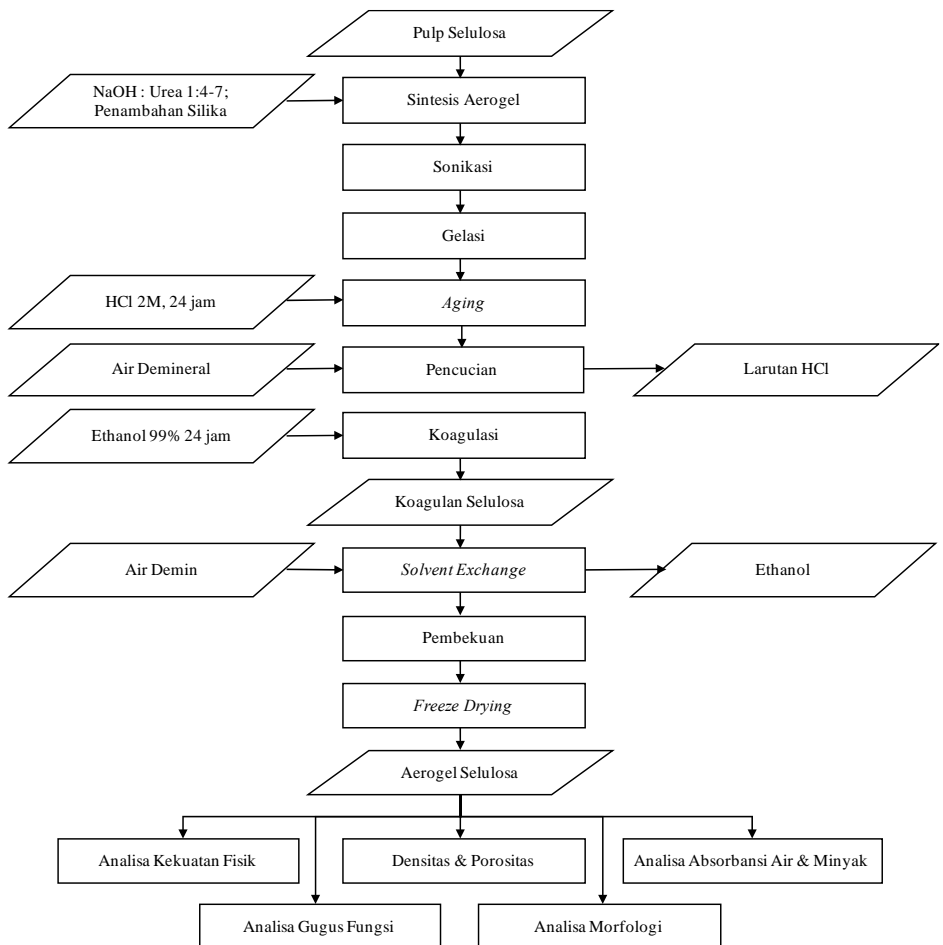 Pulp Selulosa
NaOH : Urea 1:4-7;
Penambahan Silika
Sintesis Aerogel
Sonikasi
Gelasi
HCl 2M, 24 jam
Aging
Air Demineral
Pencucian
Larutan HCl
Ethanol 99% 24 jam
Koagulasi
Koagulan Selulosa
Air Demin
Solvent Exchange
Ethanol
Pembekuan
Freeze Drying
Aerogel Selulosa
Analisa Kekuatan Fisik
Densitas & Porositas
Analisa Absorbansi Air & Minyak
Analisa Gugus Fungsi
Analisa Morfologi